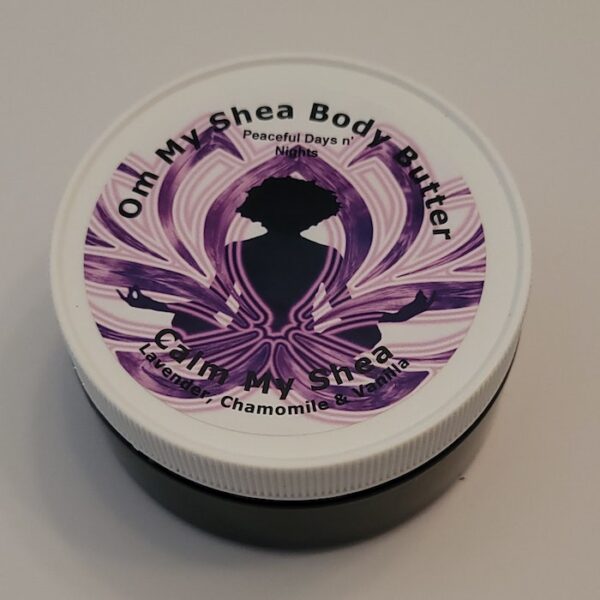 Om My Shea Body Butter
Peaceful Days n'
Nights
Calm My Shea
Lavender, Chamomile & Vanilla